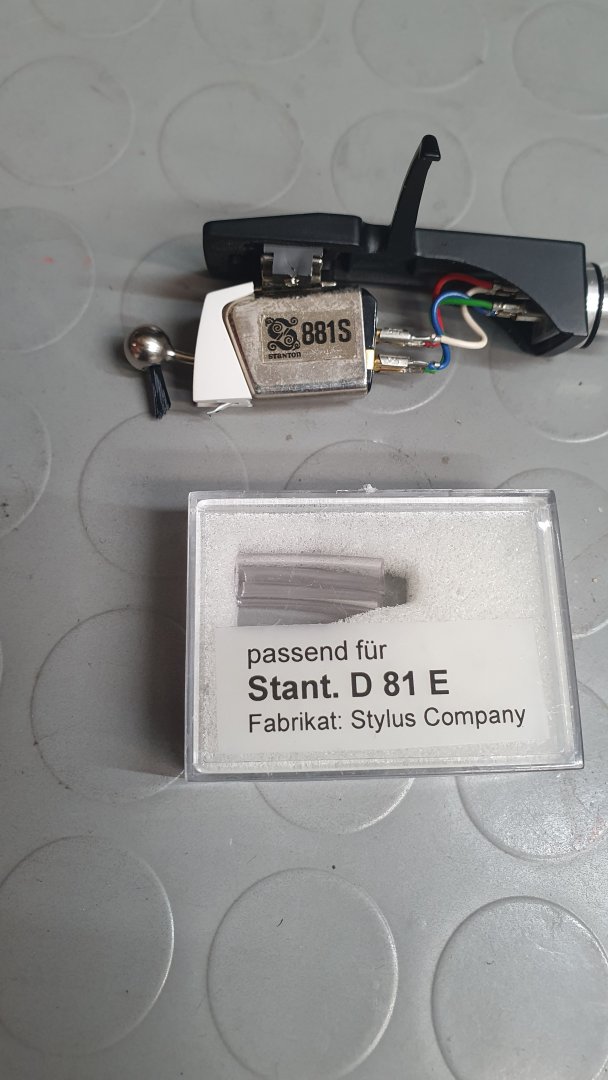 881S
STANTON
passend für
Stant. D 81 E
Fabrikat: Stylus Company